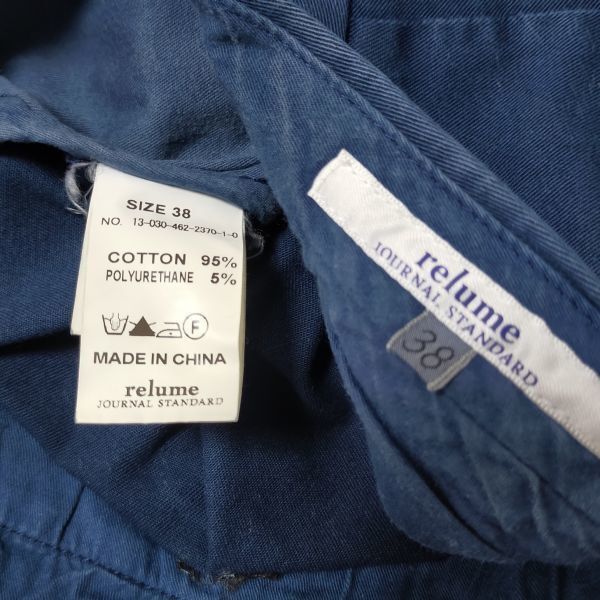 SIZE 38
NO. 13-030-462-2370-1-0
COTTON 95%
POLYURETHANE 5%
F
MADE IN CHINA
relume
JOURNAL STANDARD
relume
JOURNAL STANDARD
38